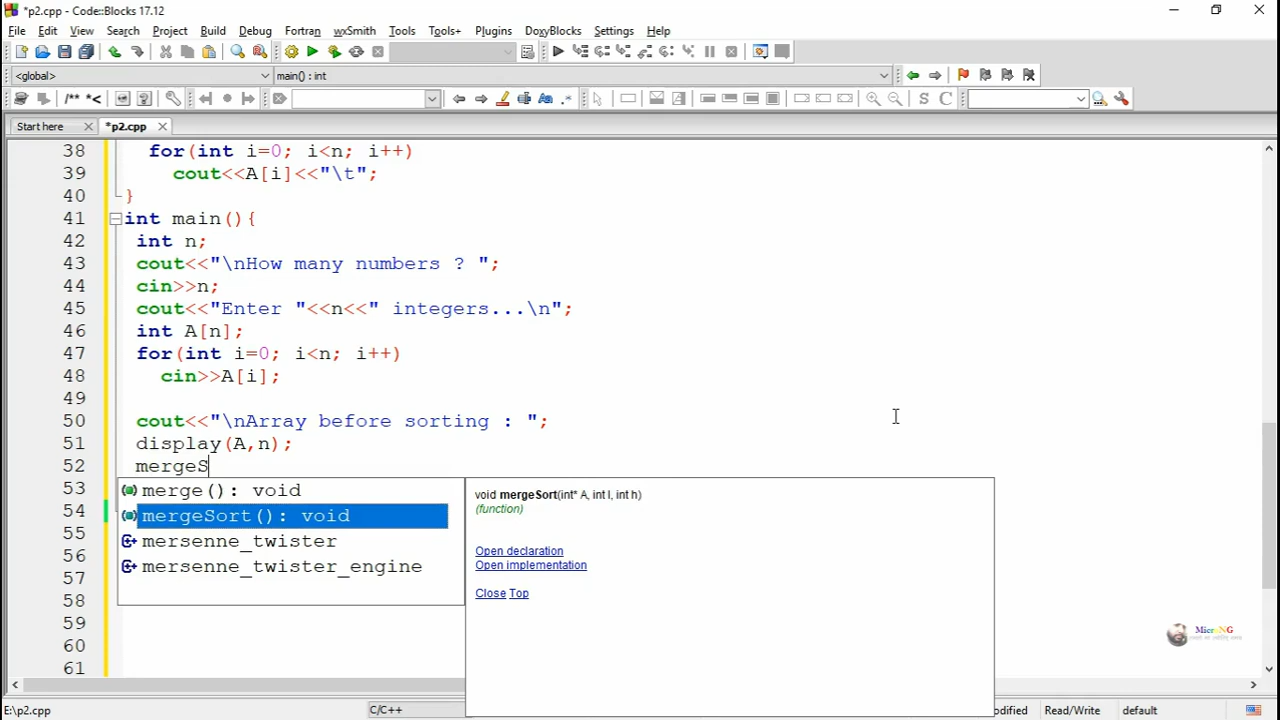 *p2.cpp - Code::Blocks 17.12
File Edit View Search Project Build Debug Fortran wxSmith Tools Tools+ Plugins DoxyBlocks Settings Help
<global> main() : int
/** *< Aa .* S C
Start here *p2.cpp
38 for(int i=0; i<n; i++)
39 cout<<A[i]<<"\t";
40 }
41 int main(){
42 int n;
43 cout<<"\nHow many numbers ? ";
44 cin>>n;
45 cout<<"Enter "<<n<<" integers...\n";
46 int A[n];
47 for(int i=0; i<n; i++)
48 cin>>A[i];
49
50 cout<<"\nArray before sorting : ";
51 display(A,n);
52 mergeS
53
54
55
56
57
58
59
60
61
merge(): void
mergeSort(): void
mersenne_twister
mersenne_twister_engine
void mergeSort(int* A, int l, int h)
(function)
Open declaration
Open implementation
Close Top
MicroNG
E:\p2.cpp C/C++ odified Read/Write default